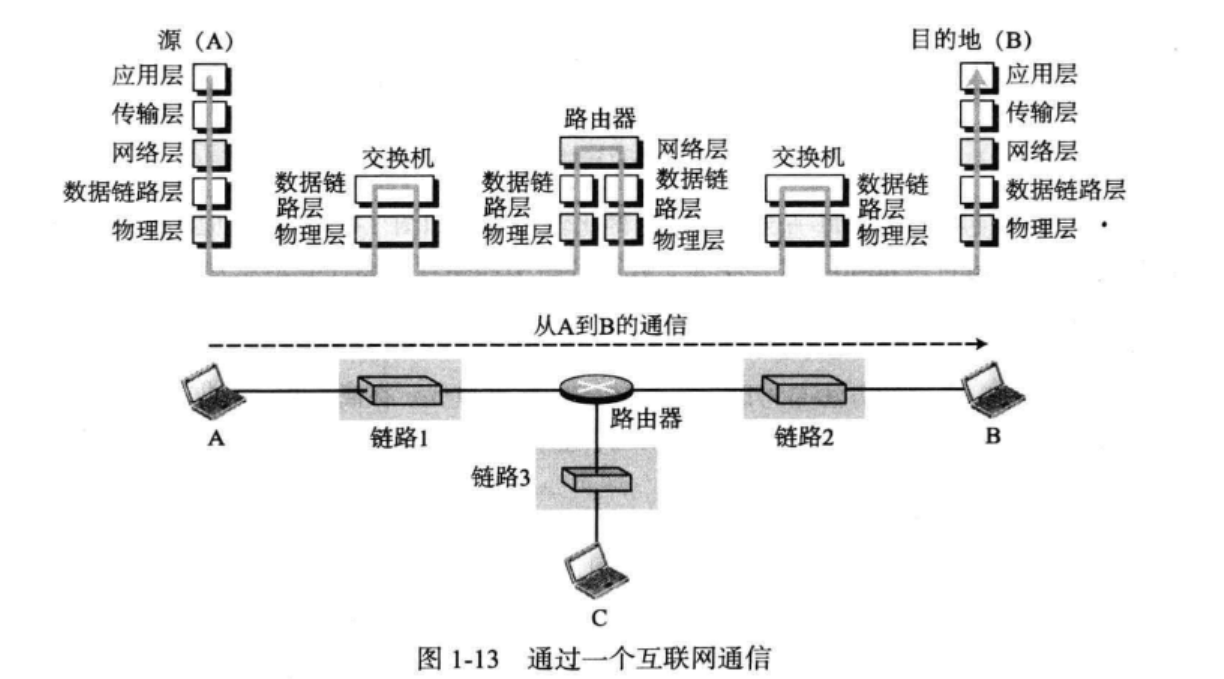 源（A）
目的地（B）
应用层
应用层
传输层
路由器
传输层
网络层
交换机
网络层
交换机
网络层
数据链路层
数据链
路层
数据链
路层
数据链
路层
数据链
路层
数据链路层
物理层
物理层
物理层
物理层
物理层
物理层
从A到B的通信
A
链路1
路由器
链路2
B
链路3
C
图 1-13 通过一个互联网通信